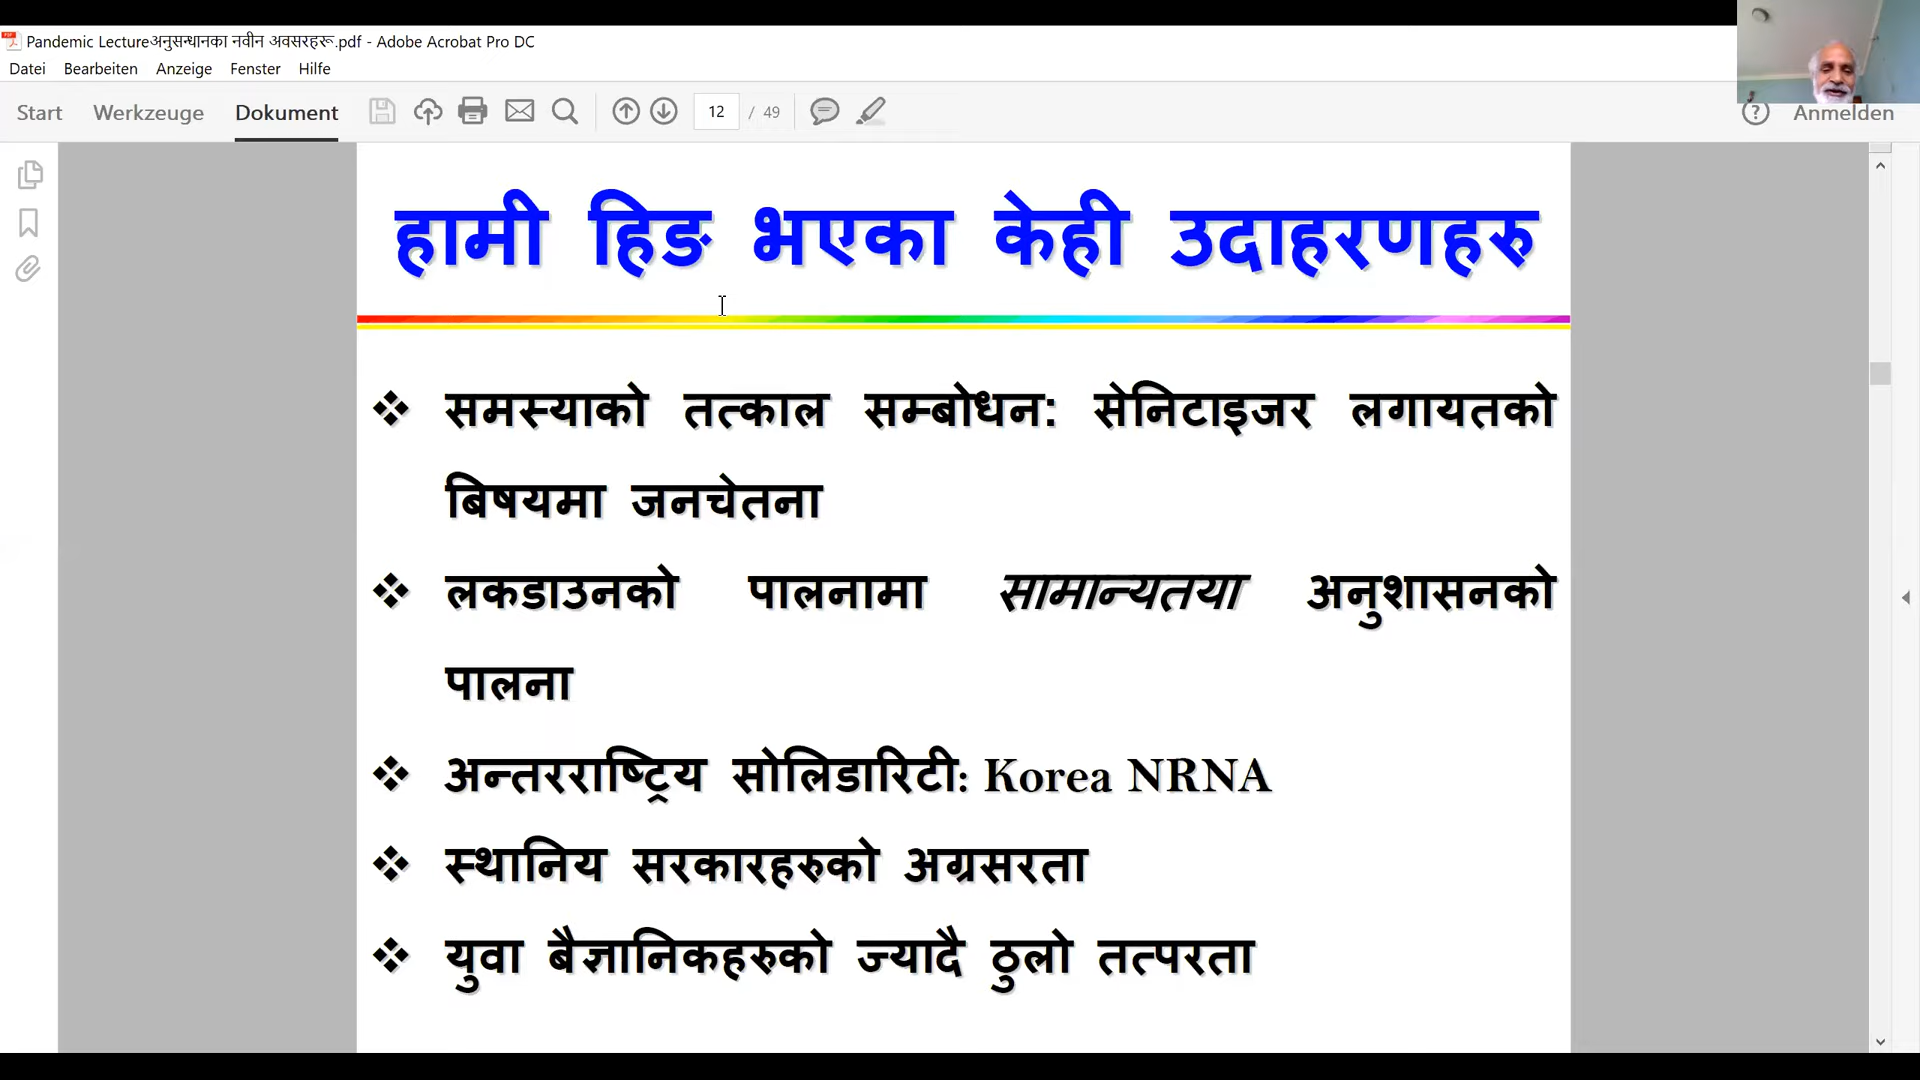 Pandemic Lectureअनुसन्धानका नवीन अवसरहरू.pdf - Adobe Acrobat Pro DC
Datei Bearbeiten Anzeige Fenster Hilfe
Start Werkzeuge Dokument 12 / 49 Anmelden
हामी हिङ भएका केही उदाहरणहरु
❖ समस्याको तत्काल सम्बोधन: सेनिटाइजर लगायतको
बिषयमा जनचेतना
❖ लकडाउनको पालनामा सामान्यतया अनुशासनको
पालना
❖ अन्तरराष्ट्रिय सोलिडारिटी: Korea NRNA
❖ स्थानिय सरकारहरुको अग्रसरता
❖ युवा बैज्ञानिकहरुको ज्यादै ठुलो तत्परता